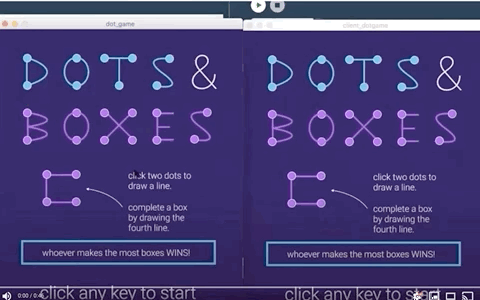 dot_game
DOTS &
BOXES
click two dots to
draw a line.
complete a box
by drawing the
fourth line.
whoever makes the most boxes WINS!
click any key to start
client_dotgame
DOTS &
BOXES
click two dots to
draw a line.
complete a box
by drawing the
fourth line.
whoever makes the most boxes WINS!
click any key to start
0:00